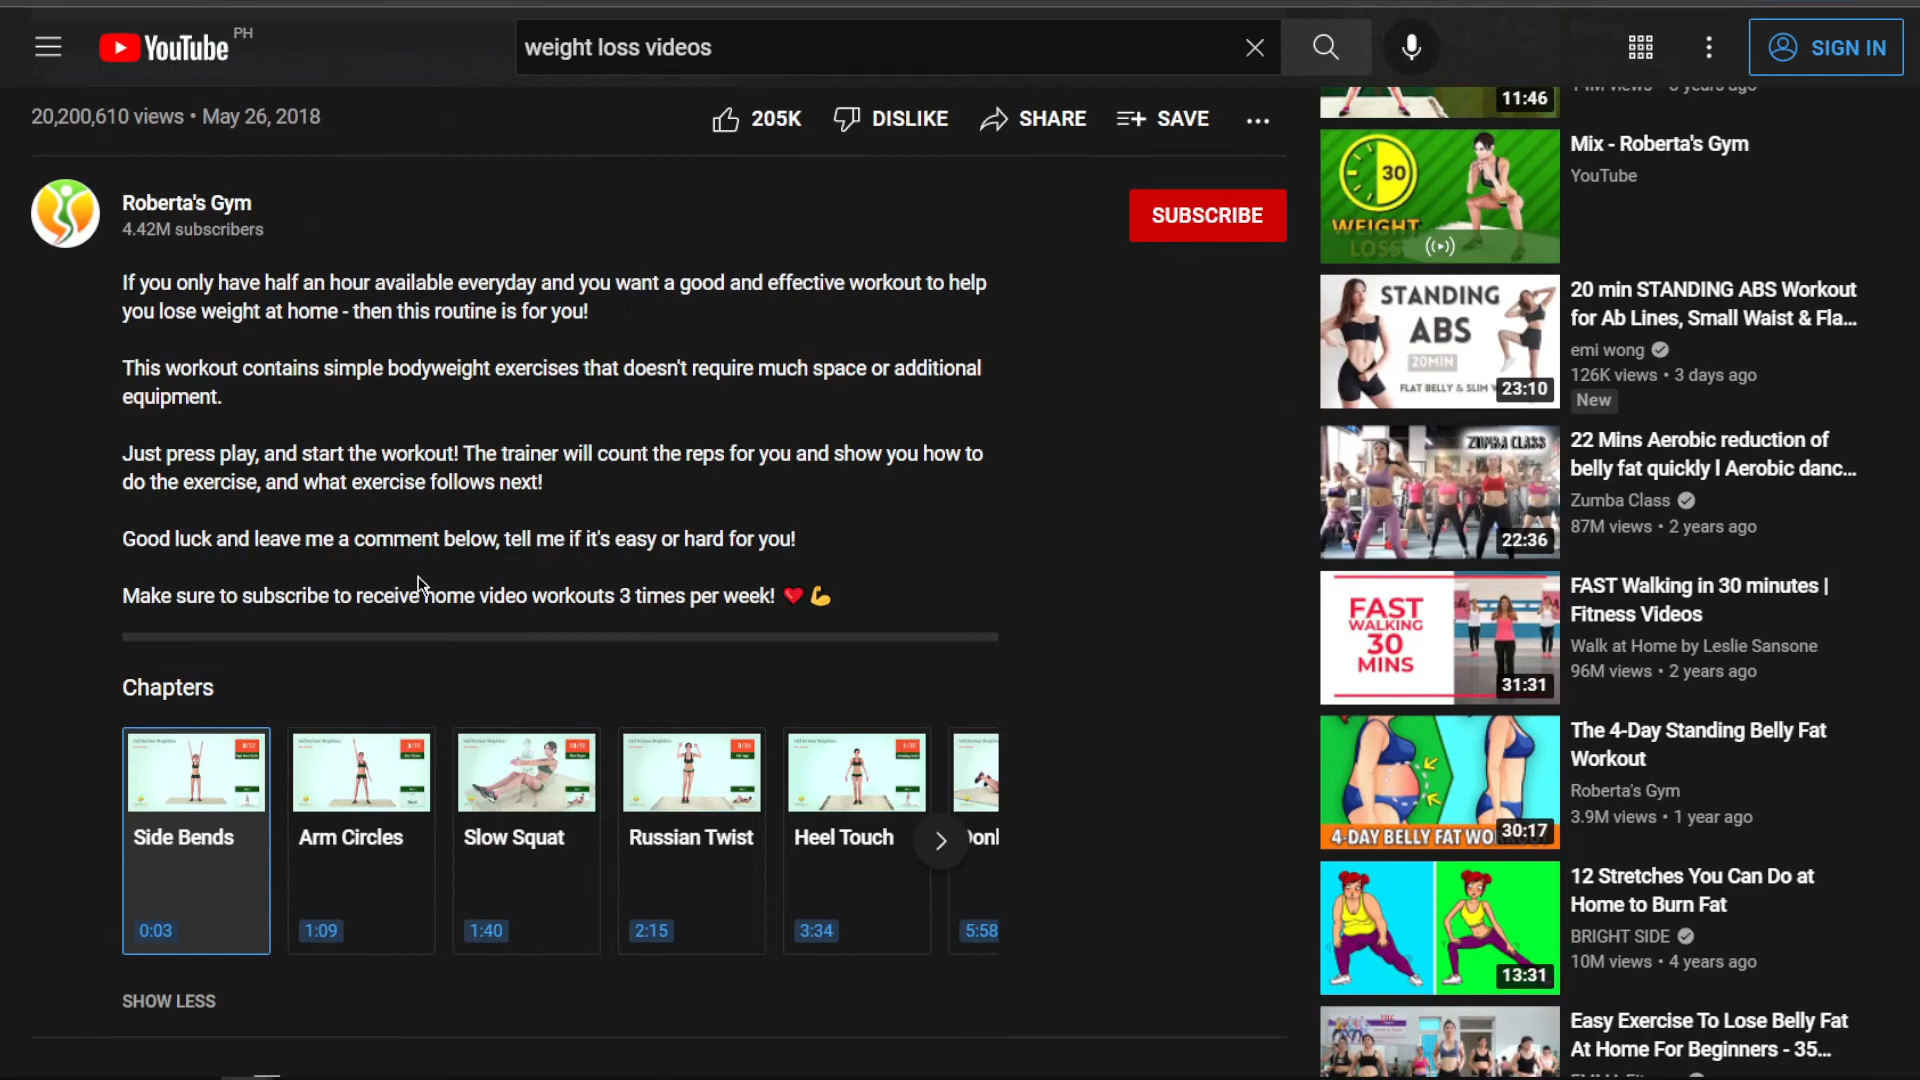 YouTube PH
weight loss videos
SIGN IN
20,200,610 views • May 26, 2018
205K
DISLIKE
SHARE
SAVE
Roberta's Gym
4.42M subscribers
SUBSCRIBE
If you only have half an hour available everyday and you want a good and effective workout to help
you lose weight at home - then this routine is for you!
This workout contains simple bodyweight exercises that doesn't require much space or additional
equipment.
Just press play, and start the workout! The trainer will count the reps for you and show you how to
do the exercise, and what exercise follows next!
Good luck and leave me a comment below, tell me if it's easy or hard for you!
Make sure to subscribe to receive home video workouts 3 times per week! ❤️ 💪
Chapters
Side Bends
0:03
Arm Circles
1:09
Slow Squat
1:40
Russian Twist
2:15
Heel Touch
3:34
5:58
SHOW LESS
11:46
30
WEIGHT
LOSS
Mix - Roberta's Gym
YouTube
STANDING
ABS
20MIN
FLAT BELLY & SLIM
23:10
20 min STANDING ABS Workout
for Ab Lines, Small Waist & Fla...
emi wong
126K views • 3 days ago
New
ZUMBA CLASS
22:36
22 Mins Aerobic reduction of
belly fat quickly l Aerobic danc...
Zumba Class
87M views • 2 years ago
FAST
WALKING
30
MINS
31:31
FAST Walking in 30 minutes |
Fitness Videos
Walk at Home by Leslie Sansone
96M views • 2 years ago
4-DAY BELLY FAT WO
30:17
The 4-Day Standing Belly Fat
Workout
Roberta's Gym
3.9M views • 1 year ago
13:31
12 Stretches You Can Do at
Home to Burn Fat
BRIGHT SIDE
10M views • 4 years ago
Easy Exercise To Lose Belly Fat
At Home For Beginners - 35...